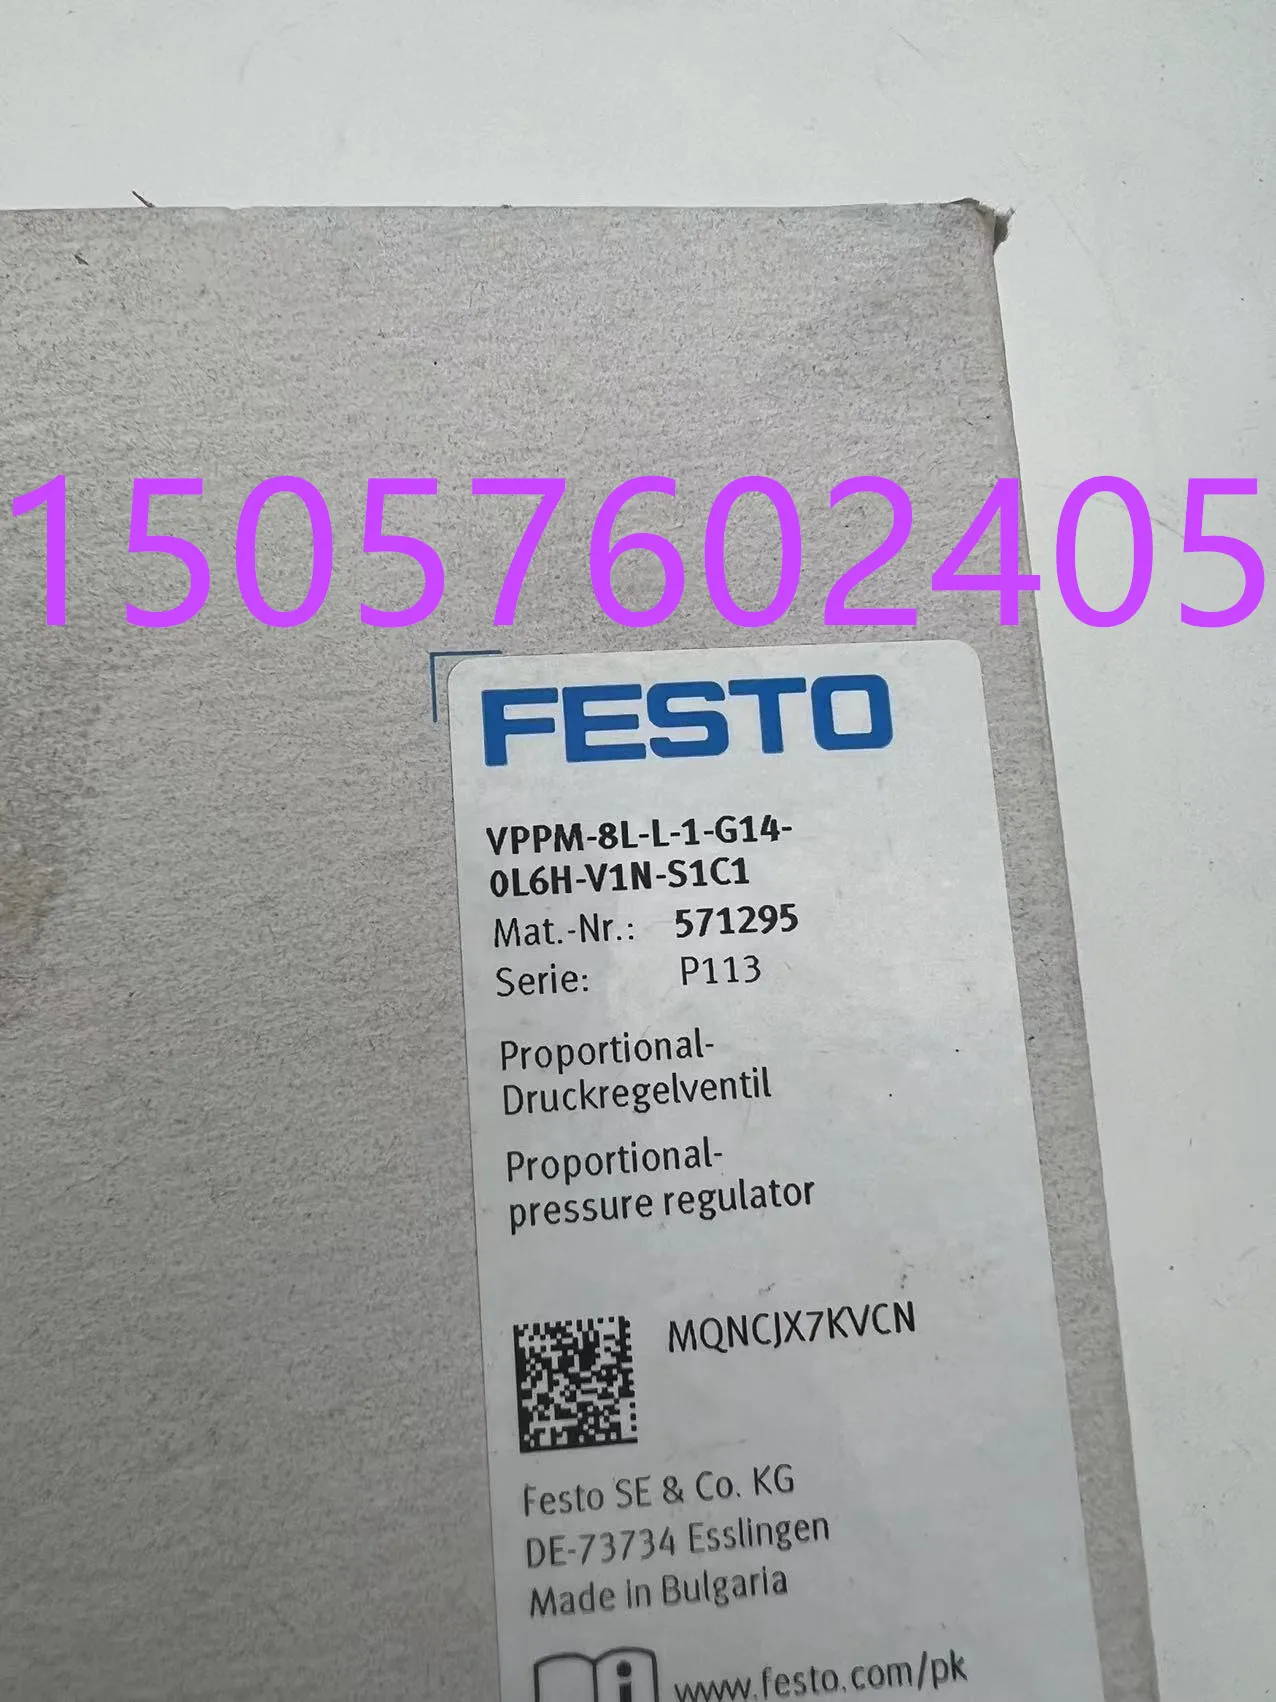 15057602405
FESTO
VPPM-8L-L-1-G14-
0L6H-V1N-S1C1
Mat.-Nr.: 571295
Serie: P113
Proportional-
Druckregelventil
Proportional-
pressure regulator
MQNCJX7KVCN
Festo SE & Co. KG
DE-73734 Esslingen
Made in Bulgaria
www.festo.com/pk